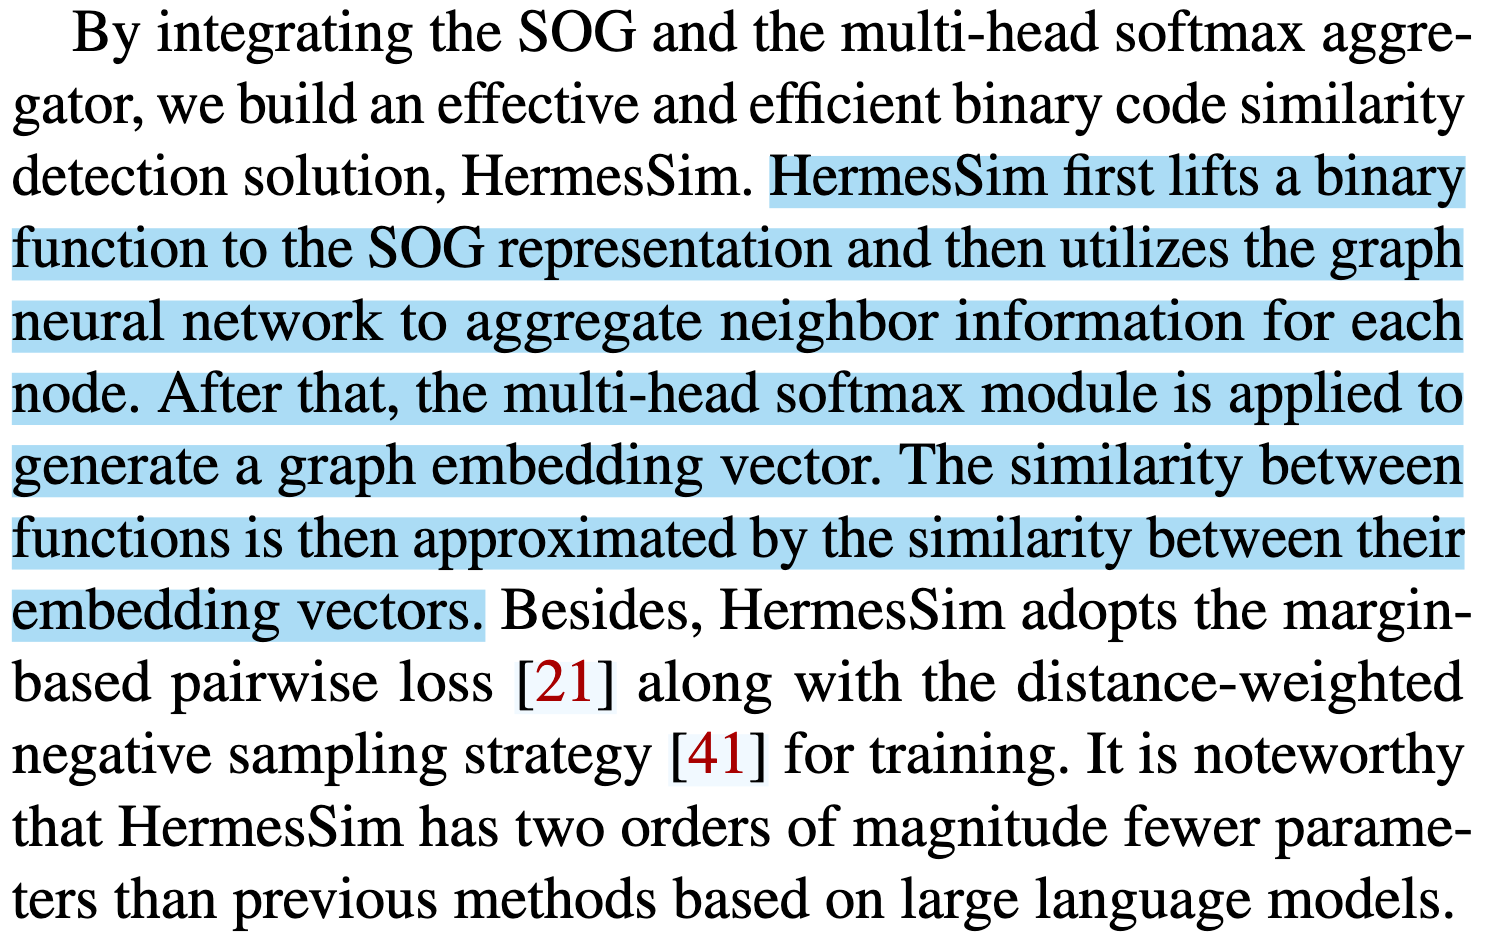 By integrating the SOG and the multi-head softmax aggre-
gator, we build an effective and efficient binary code similarity
detection solution, HermesSim. HermesSim first lifts a binary
function to the SOG representation and then utilizes the graph
neural network to aggregate neighbor information for each
node. After that, the multi-head softmax module is applied to
generate a graph embedding vector. The similarity between
functions is then approximated by the similarity between their
embedding vectors. Besides, HermesSim adopts the margin-
based pairwise loss [21] along with the distance-weighted
negative sampling strategy [41] for training. It is noteworthy
that HermesSim has two orders of magnitude fewer parame-
ters than previous methods based on large language models.